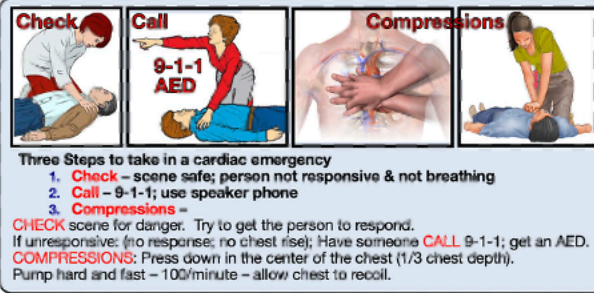 Check
Call
Compressions
9-1-1
AED
Three Steps to take in a cardiac emergency
1. Check – scene safe; person not responsive & not breathing
2. Call – 9-1-1; use speaker phone
3. Compressions –
CHECK scene for danger. Try to get the person to respond.
If unresponsive: (no response; no chest rise); Have someone CALL 9-1-1; get an AED.
COMPRESSIONS: Press down in the center of the chest (1/3 chest depth).
Pump hard and fast – 100/minute – allow chest to recoil.